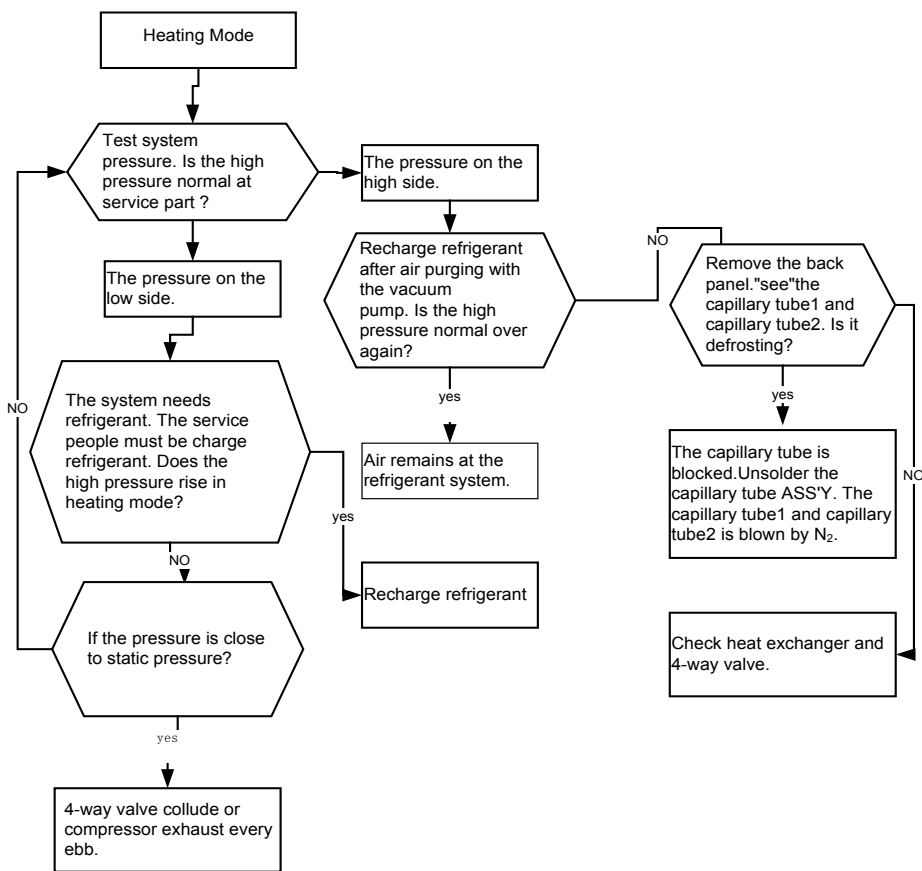 Heating Mode
Test system
pressure. Is the high
pressure normal at
service part ?
The pressure on the
high side.
The pressure on the
low side.
Recharge refrigerant
after air purging with
the vacuum
pump. Is the high
pressure normal over
again?
NO
Remove the back
panel."see"the
capillary tube1 and
capillary tube2. Is it
defrosting?
NO
The system needs
refrigerant. The service
people must be charge
refrigerant. Does the
high pressure rise in
heating mode?
yes
yes
Air remains at the
refrigerant system.
The capillary tube is
blocked.Unsolder the
capillary tube ASS'Y. The
capillary tube1 and capillary
tube2 is blown by N₂.
NO
yes
NO
Recharge refrigerant
If the pressure is close
to static pressure?
Check heat exchanger and
4-way valve.
yes
4-way valve collude or
compressor exhaust every
ebb.